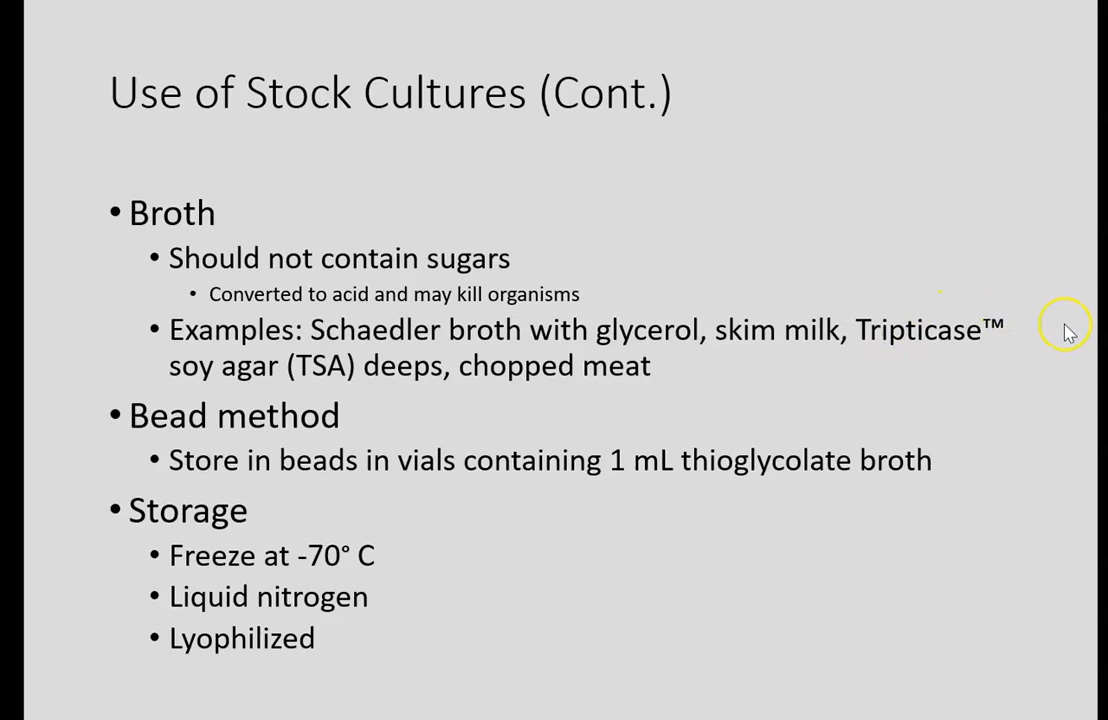 Use of Stock Cultures (Cont.)
• Broth
• Should not contain sugars
• Converted to acid and may kill organisms
• Examples: Schaedler broth with glycerol, skim milk, Tripticase™
soy agar (TSA) deeps, chopped meat
• Bead method
• Store in beads in vials containing 1 mL thioglycolate broth
• Storage
• Freeze at -70° C
• Liquid nitrogen
• Lyophilized